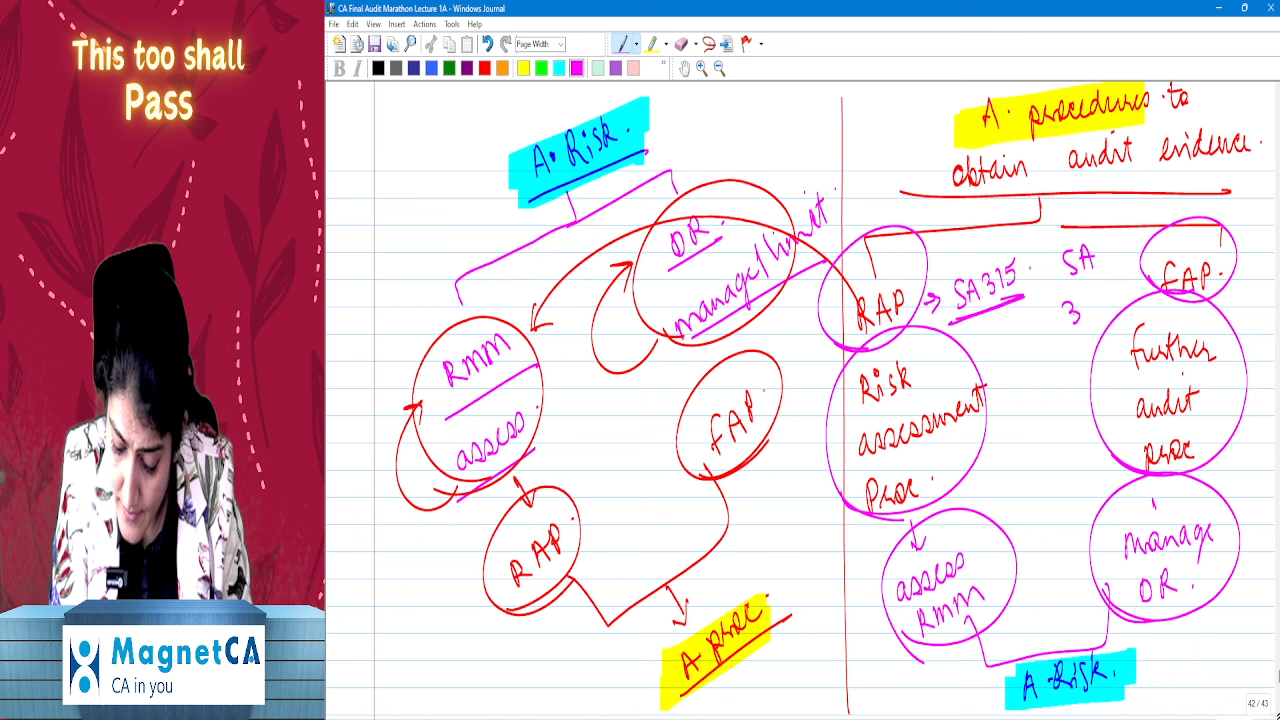 This too shall
Pass
MagnetCA
CA in you
CA Final Audit Marathon Lecture 1A - Windows Journal
File Edit View Insert Actions Tools Help
Page Width
B I
A. Risk.
OR.
manage/limit.
RMM
assess.
RAP.
FAP.
A proc.
A. procedures to
obtain audit evidence.
RAP → SA 315.
SA
3
FAP.
Risk
assessment
Proc.
assess
RMM
further
audit
proc
manage
OR.
A. Risk.
42 / 43